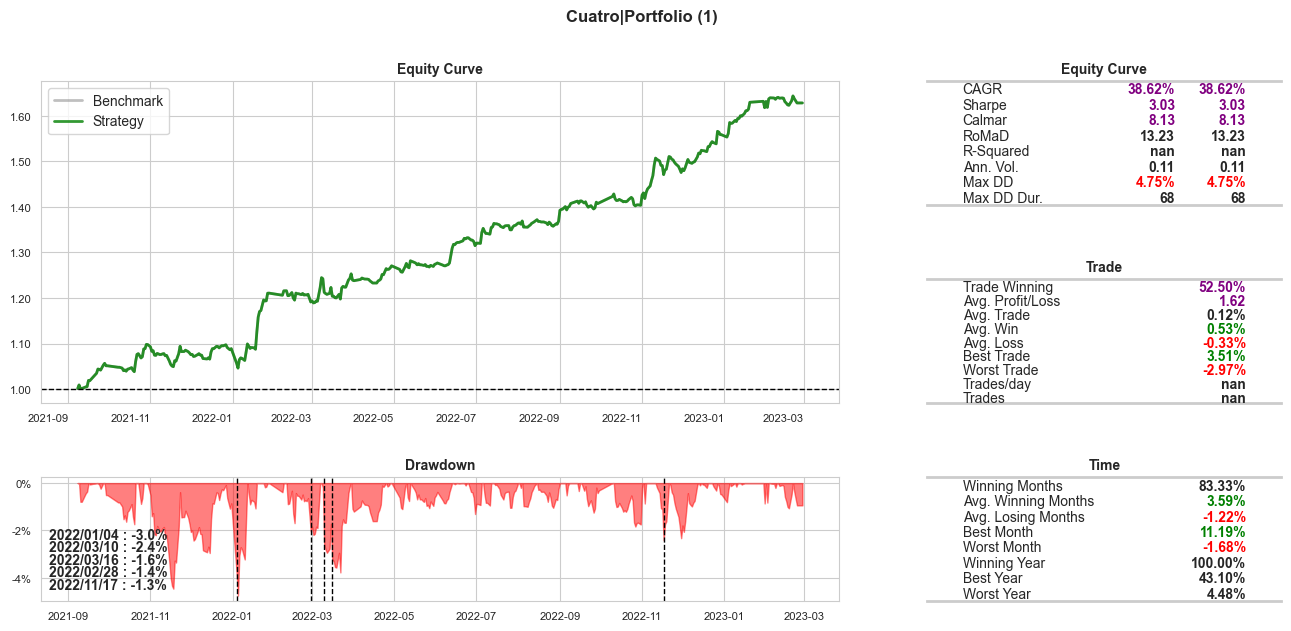 Cuatro|Portfolio (1)
Equity Curve
Benchmark
Strategy
1.60
1.50
1.40
1.30
1.20
1.10
1.00
2021-09 2021-11 2022-01 2022-03 2022-05 2022-07 2022-09 2022-11 2023-01 2023-03
Drawdown
0%
-2%
-4%
2022/01/04 : -3.0%
2022/03/10 : -2.4%
2022/03/16 : -1.6%
2022/02/28 : -1.4%
2022/11/17 : -1.3%
2021-09 2021-11 2022-01 2022-03 2022-05 2022-07 2022-09 2022-11 2023-01 2023-03
Equity Curve
CAGR 38.62% 38.62%
Sharpe 3.03 3.03
Calmar 8.13 8.13
RoMaD 13.23 13.23
R-Squared nan nan
Ann. Vol. 0.11 0.11
Max DD 4.75% 4.75%
Max DD Dur. 68 68
Trade
Trade Winning 52.50%
Avg. Profit/Loss 1.62
Avg. Trade 0.12%
Avg. Win 0.53%
Avg. Loss -0.33%
Best Trade 3.51%
Worst Trade -2.97%
Trades/day nan
Trades nan
Time
Winning Months 83.33%
Avg. Winning Months 3.59%
Avg. Losing Months -1.22%
Best Month 11.19%
Worst Month -1.68%
Winning Year 100.00%
Best Year 43.10%
Worst Year 4.48%